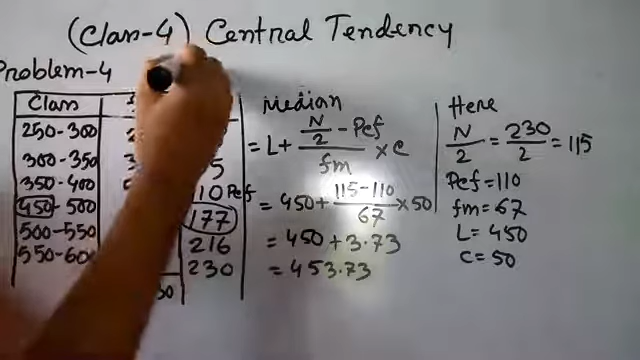 (Class-4) Central Tendency
Problem-4
Class
250-300
300-350
350-400
450-500
500-550
550-600
5
110 Pcf
177
216
230
30
Median
= L + N/2 - Pcf / fm × C
= 450 + 115-110 / 67 × 50
= 450 + 3.73
= 453.73
Here
N/2 = 230/2 = 115
Pcf = 110
fm = 67
L = 450
C = 50